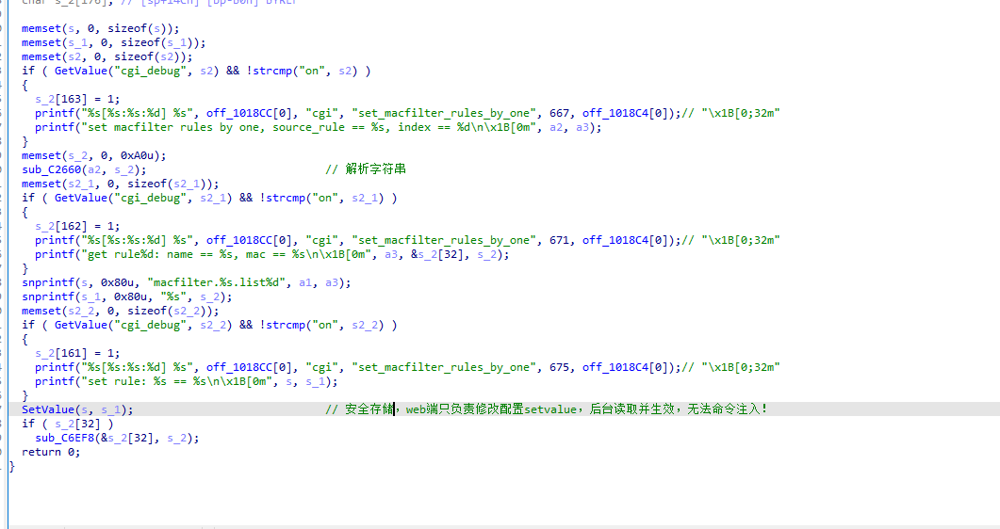 char s_2[176]; // [sp+14Ch] [bp-B0h] BYREF
memset(s, 0, sizeof(s));
memset(s_1, 0, sizeof(s_1));
memset(s2, 0, sizeof(s2));
if ( GetValue("cgi_debug", s2) && !strcmp("on", s2) )
{
s_2[163] = 1;
printf("%s[%s:%s:%d] %s", off_1018CC[0], "cgi", "set_macfilter_rules_by_one", 667, off_1018C4[0]);// "\x1B[0;32m"
printf("set macfilter rules by one, source_rule == %s, index == %d\n\x1B[0m", a2, a3);
}
memset(s_2, 0, 0xA0u);
sub_C2660(a2, s_2); // 解析字符串
memset(s2_1, 0, sizeof(s2_1));
if ( GetValue("cgi_debug", s2_1) && !strcmp("on", s2_1) )
{
s_2[162] = 1;
printf("%s[%s:%s:%d] %s", off_1018CC[0], "cgi", "set_macfilter_rules_by_one", 671, off_1018C4[0]);// "\x1B[0;32m"
printf("get rule%d: name == %s, mac == %s\n\x1B[0m", a3, &s_2[32], s_2);
}
snprintf(s, 0x80u, "macfilter.%s.list%d", a1, a3);
snprintf(s_1, 0x80u, "%s", s_2);
memset(s2_2, 0, sizeof(s2_2));
if ( GetValue("cgi_debug", s2_2) && !strcmp("on", s2_2) )
{
s_2[161] = 1;
printf("%s[%s:%s:%d] %s", off_1018CC[0], "cgi", "set_macfilter_rules_by_one", 675, off_1018C4[0]);// "\x1B[0;32m"
printf("set rule: %s == %s\n\x1B[0m", s, s_1);
}
SetValue(s, s_1); // 安全存储，web端只负责修改配置setvalue，后台读取并生效，无法命令注入！
if ( s_2[32] )
sub_C6EF8(&s_2[32], s_2);
return 0;
}